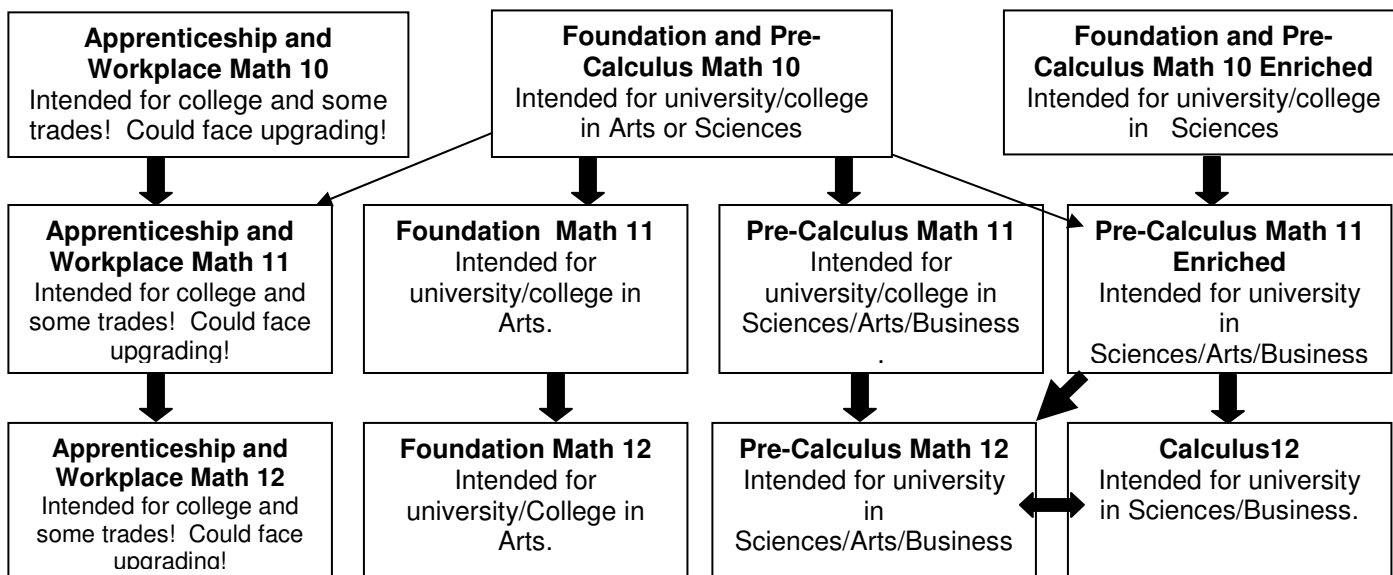 Apprenticeship and
Workplace Math 10
Intended for college and some
trades!  Could face upgrading!
Foundation and Pre-
Calculus Math 10
Intended for university/college
in Arts or Sciences
Foundation and Pre-
Calculus Math 10 Enriched
Intended for university/college
in   Sciences
Apprenticeship and
Workplace Math 11
Intended for college and
some trades!  Could face
upgrading!
Foundation  Math 11
Intended for
university/college in
Arts.
Pre-Calculus Math 11
Intended for
university/college in
Sciences/Arts/Business
.
Pre-Calculus Math 11
Enriched
Intended for university
in
Sciences/Arts/Business
Apprenticeship and
Workplace Math 12
Intended for college and
some trades!  Could face
upgrading!
Foundation Math 12
Intended for
university/College in
Arts.
Pre-Calculus Math 12
Intended for university
in
Sciences/Arts/Business
Calculus12
Intended for university
in Sciences/Business.